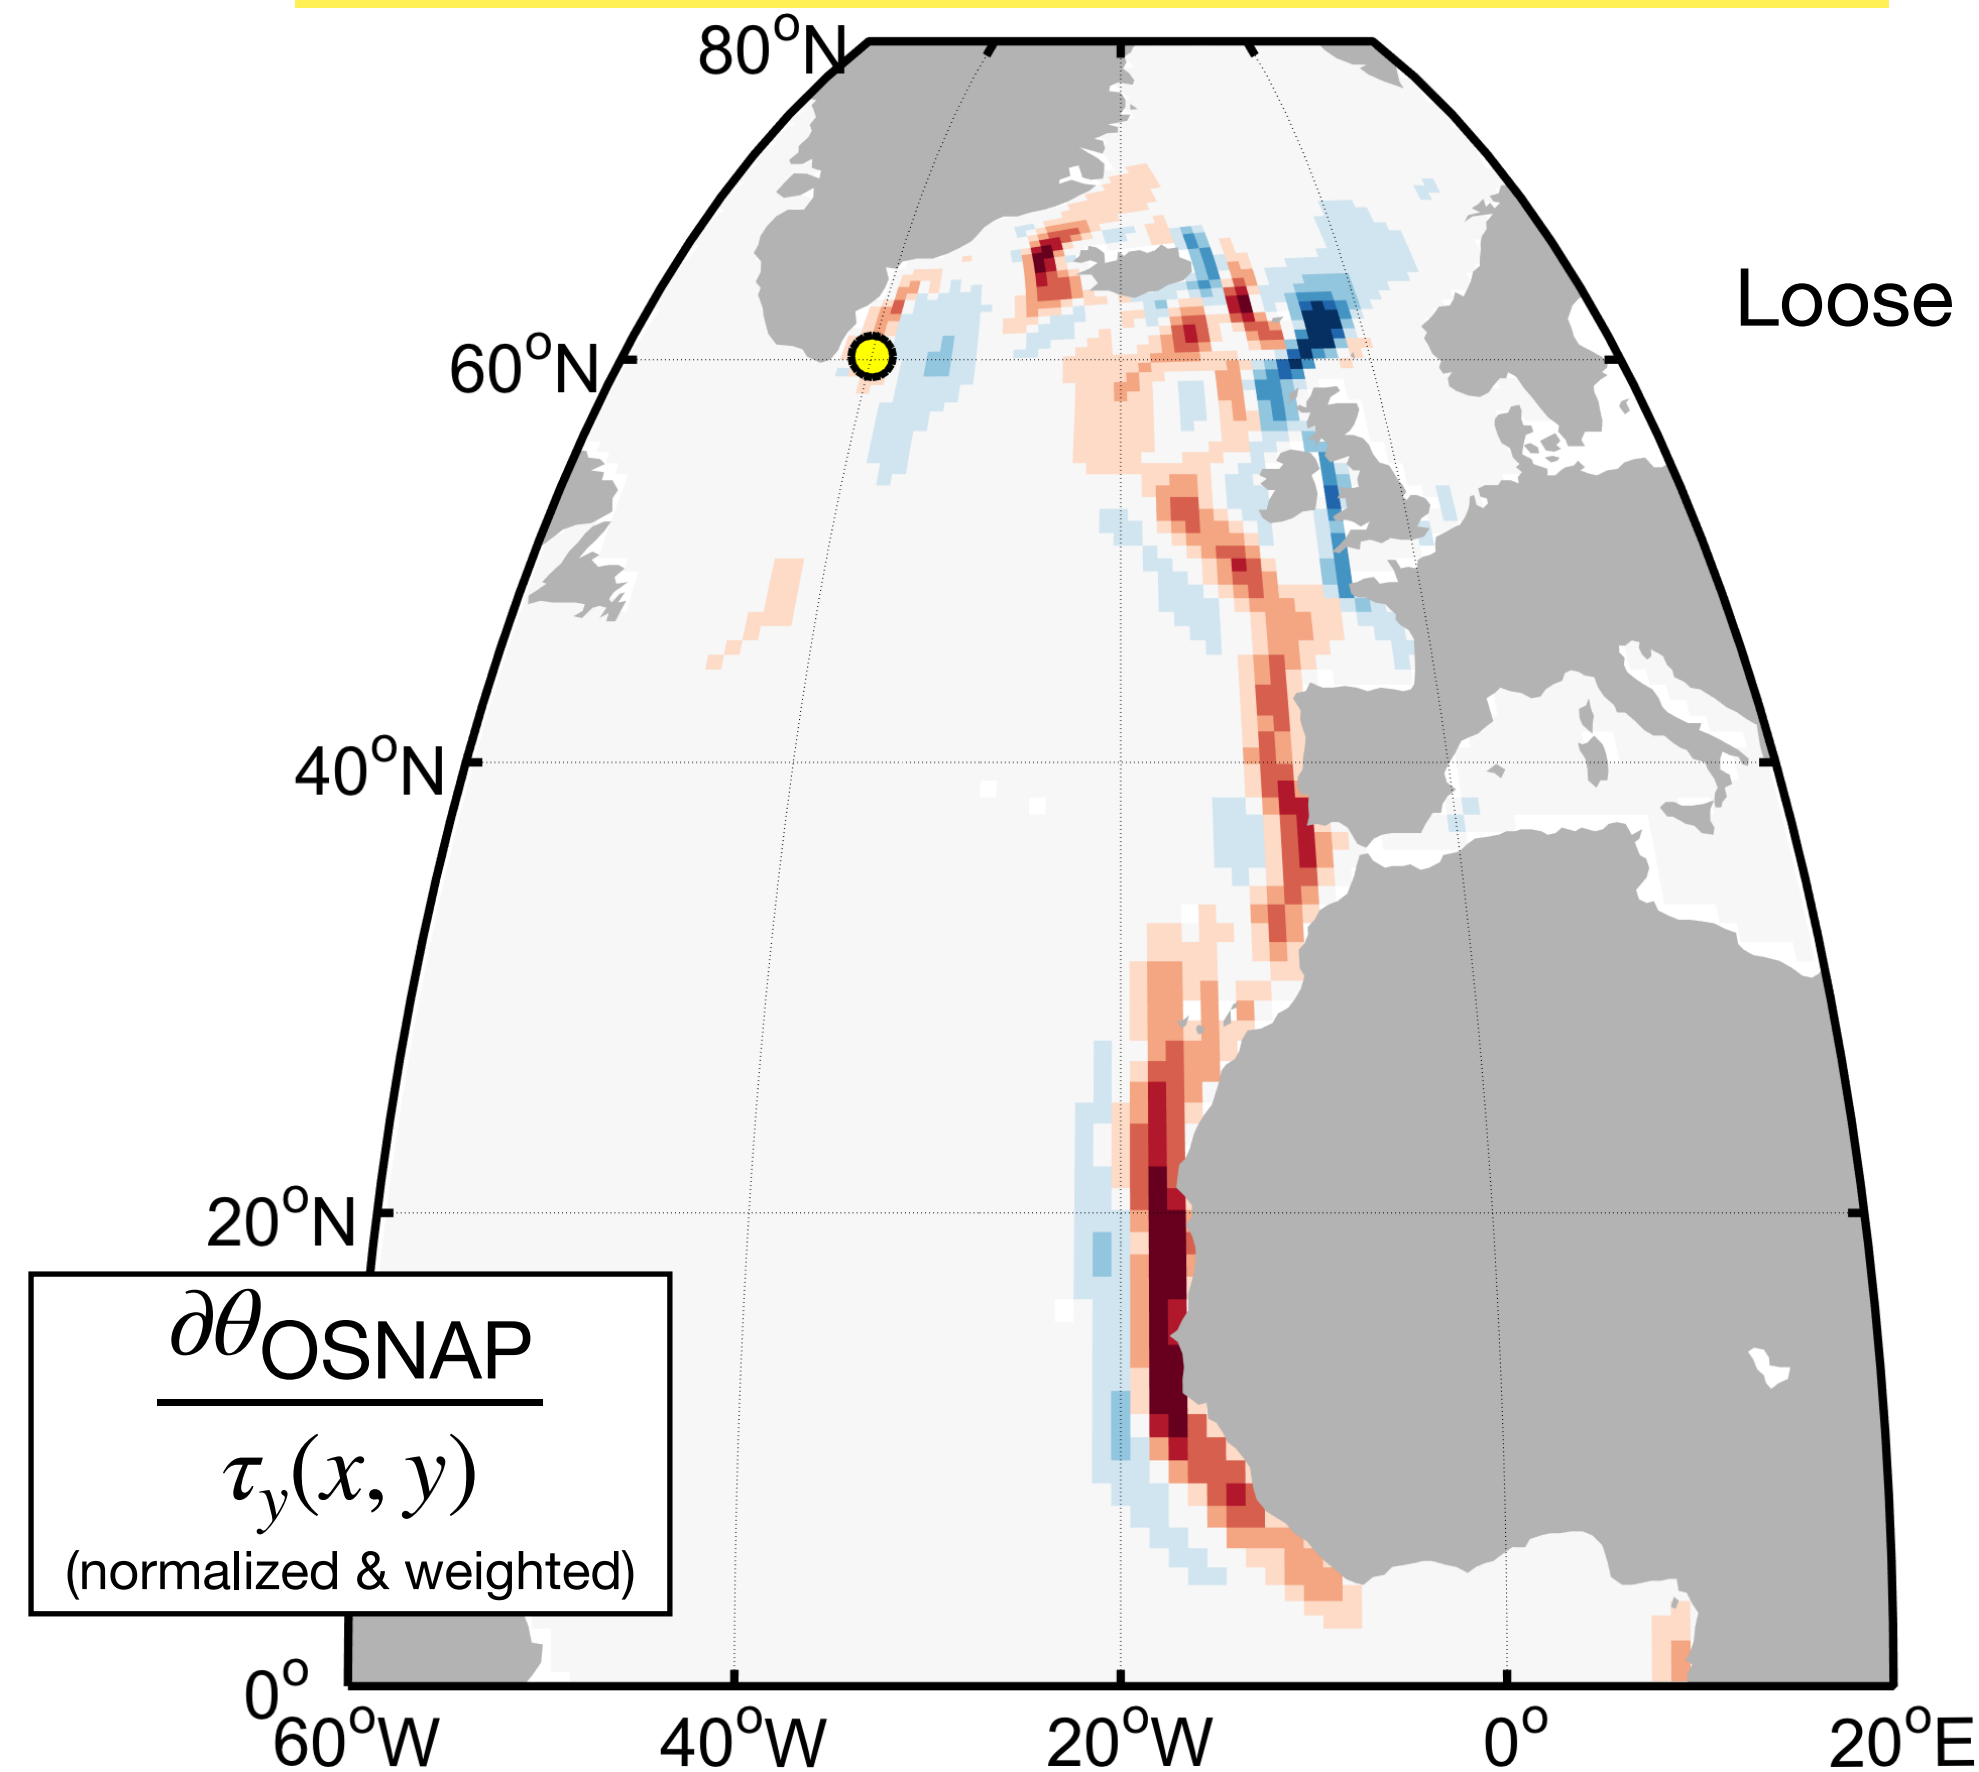 80°N
Loose
60°N
40°N
20°N
∂θOSNAP
τy(x, y)
(normalized & weighted)
0°
60°W 40°W 20°W 0° 20°E